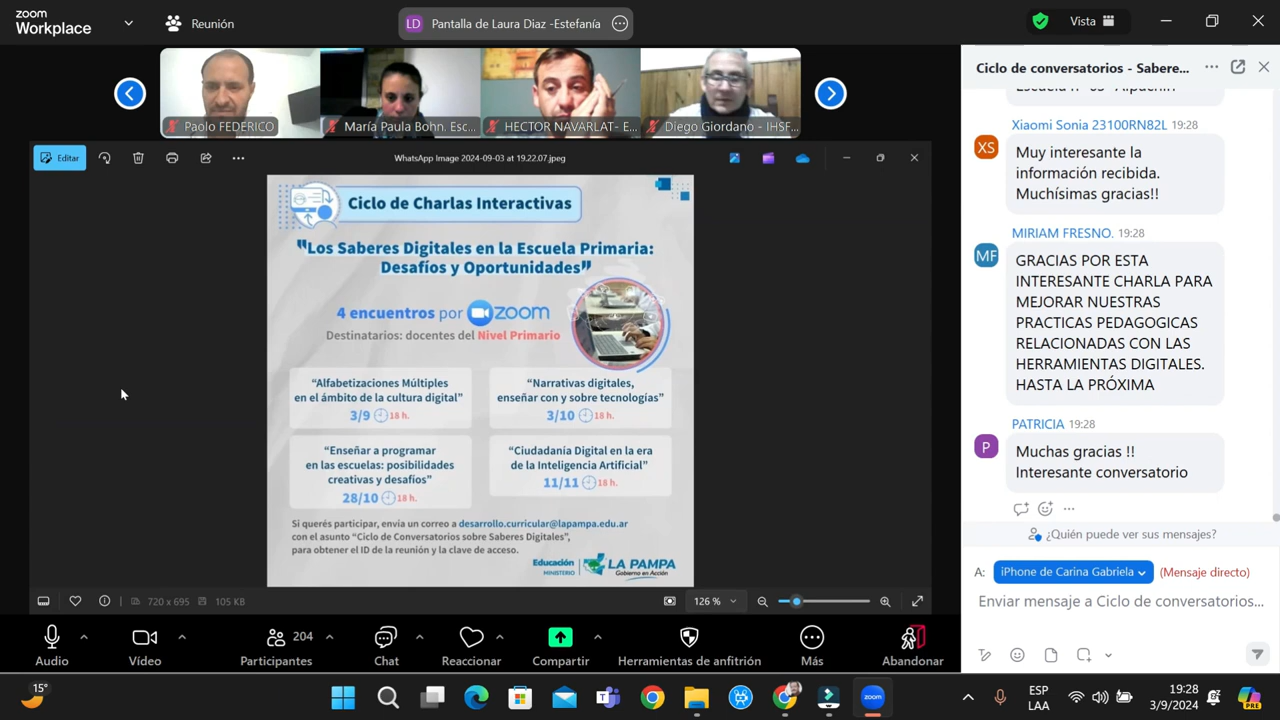 zoom
Workplace
Reunión
LD Pantalla de Laura Diaz -Estefanía
Vista
Paolo FEDERICO
María Paula Bohn. Esc...
HECTOR NAVARLAT- E...
Diego Giordano - IHSF...
Editar
WhatsApp Image 2024-09-03 at 19.22.07.jpeg
Ciclo de Charlas Interactivas
"Los Saberes Digitales en la Escuela Primaria:
Desafíos y Oportunidades"
4 encuentros por zoom
Destinatarios: docentes del Nivel Primario
“Alfabetizaciones Múltiples
en el ámbito de la cultura digital”
3/9 18 h.
“Narrativas digitales,
enseñar con y sobre tecnologías”
3/10 18 h.
“Enseñar a programar
en las escuelas: posibilidades
creativas y desafíos”
28/10 18 h.
“Ciudadanía Digital en la era
de la Inteligencia Artificial”
11/11 18 h.
Si querés participar, envía un correo a desarrollo.curricular@lapampa.edu.ar
con el asunto “Ciclo de Conversatorios sobre Saberes Digitales”,
para obtener el ID de la reunión y la clave de acceso.
Educación
MINISTERIO
LA PAMPA
Gobierno en Acción
720 x 695
105 KB
126 %
Audio
Vídeo
204
Participantes
Chat
Reaccionar
Compartir
Herramientas de anfitrión
Más
Abandonar
Ciclo de conversatorios - Sabere...
Xiaomi Sonia 23100RN82L 19:28
XS
Muy interesante la
información recibida.
Muchísimas gracias!!
MIRIAM FRESNO. 19:28
MF
GRACIAS POR ESTA
INTERESANTE CHARLA PARA
MEJORAR NUESTRAS
PRACTICAS PEDAGOGICAS
RELACIONADAS CON LAS
HERRAMIENTAS DIGITALES.
HASTA LA PRÓXIMA
PATRICIA 19:28
P
Muchas gracias !!
Interesante conversatorio
¿Quién puede ver sus mensajes?
A: iPhone de Carina Gabriela (Mensaje directo)
Enviar mensaje a Ciclo de conversatorios...
15°
zoom
ESP
LAA
19:28
3/9/2024
PRE